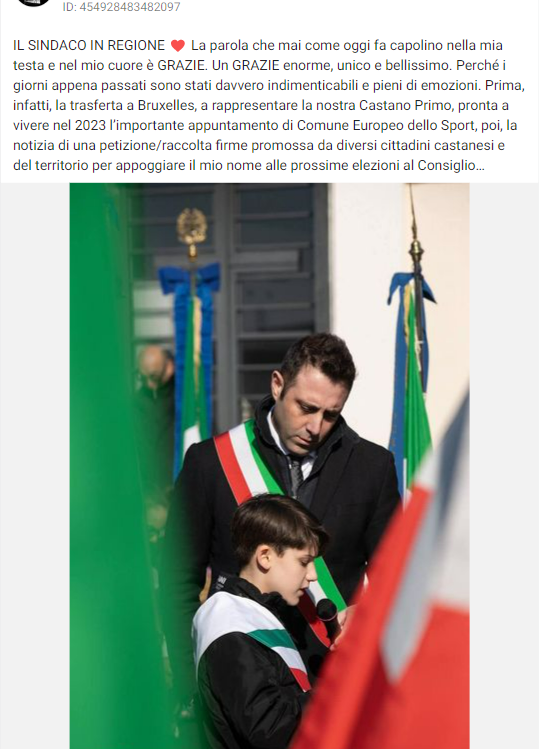 ID: 454928483482097
IL SINDACO IN REGIONE ❤️ La parola che mai come oggi fa capolino nella mia
testa e nel mio cuore è GRAZIE. Un GRAZIE enorme, unico e bellissimo. Perché i
giorni appena passati sono stati davvero indimenticabili e pieni di emozioni. Prima,
infatti, la trasferta a Bruxelles, a rappresentare la nostra Castano Primo, pronta a
vivere nel 2023 l’importante appuntamento di Comune Europeo dello Sport, poi, la
notizia di una petizione/raccolta firme promossa da diversi cittadini castanesi e
del territorio per appoggiare il mio nome alle prossime elezioni al Consiglio...